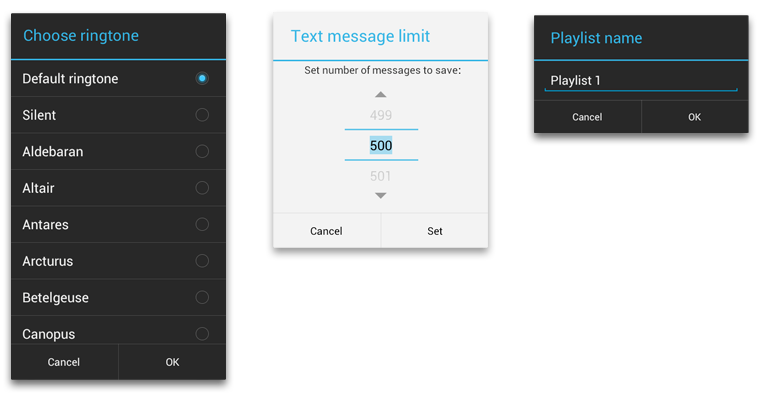 Choose ringtone
Default ringtone
Silent
Aldebaran
Altair
Antares
Arcturus
Betelgeuse
Canopus
Cancel OK
Text message limit
Set number of messages to save:
499
500
501
Cancel Set
Playlist name
Playlist 1
Cancel OK